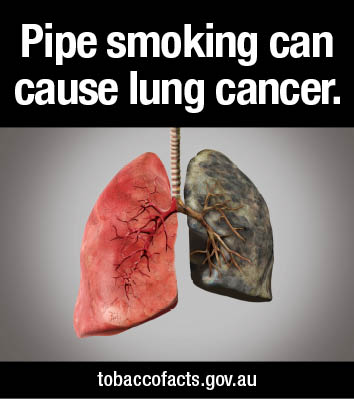 Pipe smoking can
cause lung cancer.
tobaccofacts.gov.au